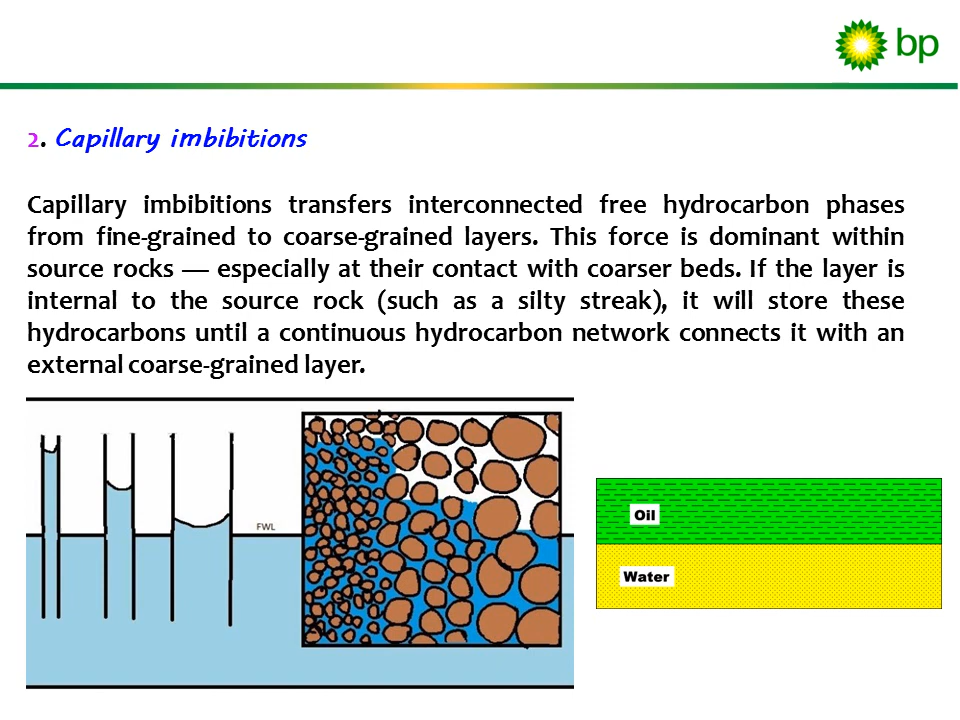 bp
2. Capillary imbibitions
Capillary imbibitions transfers interconnected free hydrocarbon phases
from fine-grained to coarse-grained layers. This force is dominant within
source rocks — especially at their contact with coarser beds. If the layer is
internal to the source rock (such as a silty streak), it will store these
hydrocarbons until a continuous hydrocarbon network connects it with an
external coarse-grained layer.
FWL
Oil
Water